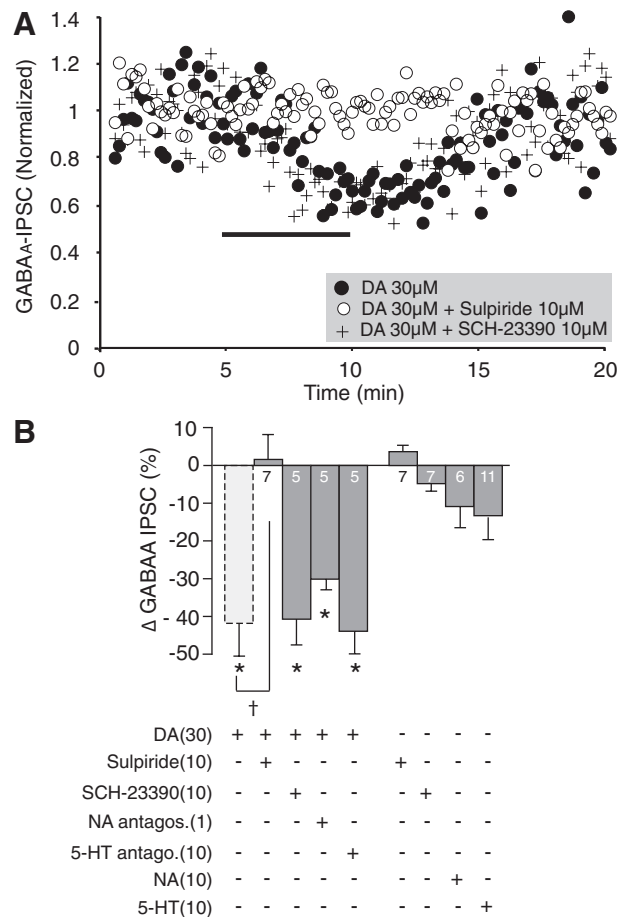 A
GABAA-IPSC (Normalized)
1.4
1.2
1
0.8
0.6
0.4
0.2
0
DA 30µM
DA 30µM + Sulpiride 10µM
DA 30µM + SCH-23390 10µM
0 5 10 15 20
Time (min)
B
Δ GABAA IPSC (%)
10
0
-10
-20
-30
- 40
-50
7 5 5 5 7 7 6 11
* * * *
†
DA(30) + + + + + - - - -
Sulpiride(10) - + - - - + - - -
SCH-23390(10) - - + - - - + - -
NA antagos.(1) - - - + - - - - -
5-HT antago.(10) - - - - + - - - -
NA(10) - - - - - - - + -
5-HT(10) - - - - - - - - +